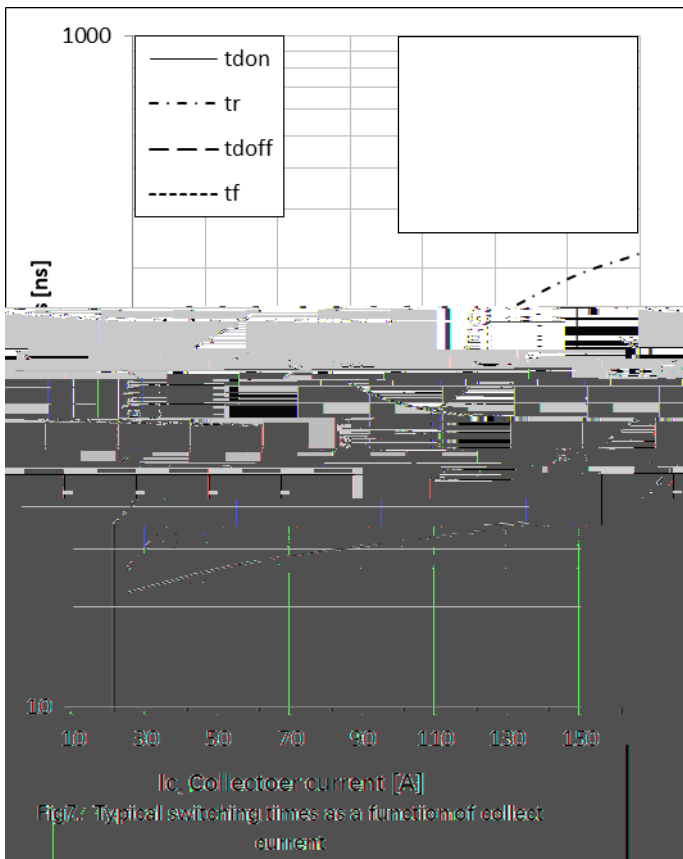 1000
tdon
tr
tdoff
tf
s [ns]
10
10 30 50 70 90 110 130 150
Ic, Collectoer current [A]
Fig7. Typical switching times as a function of collect
current